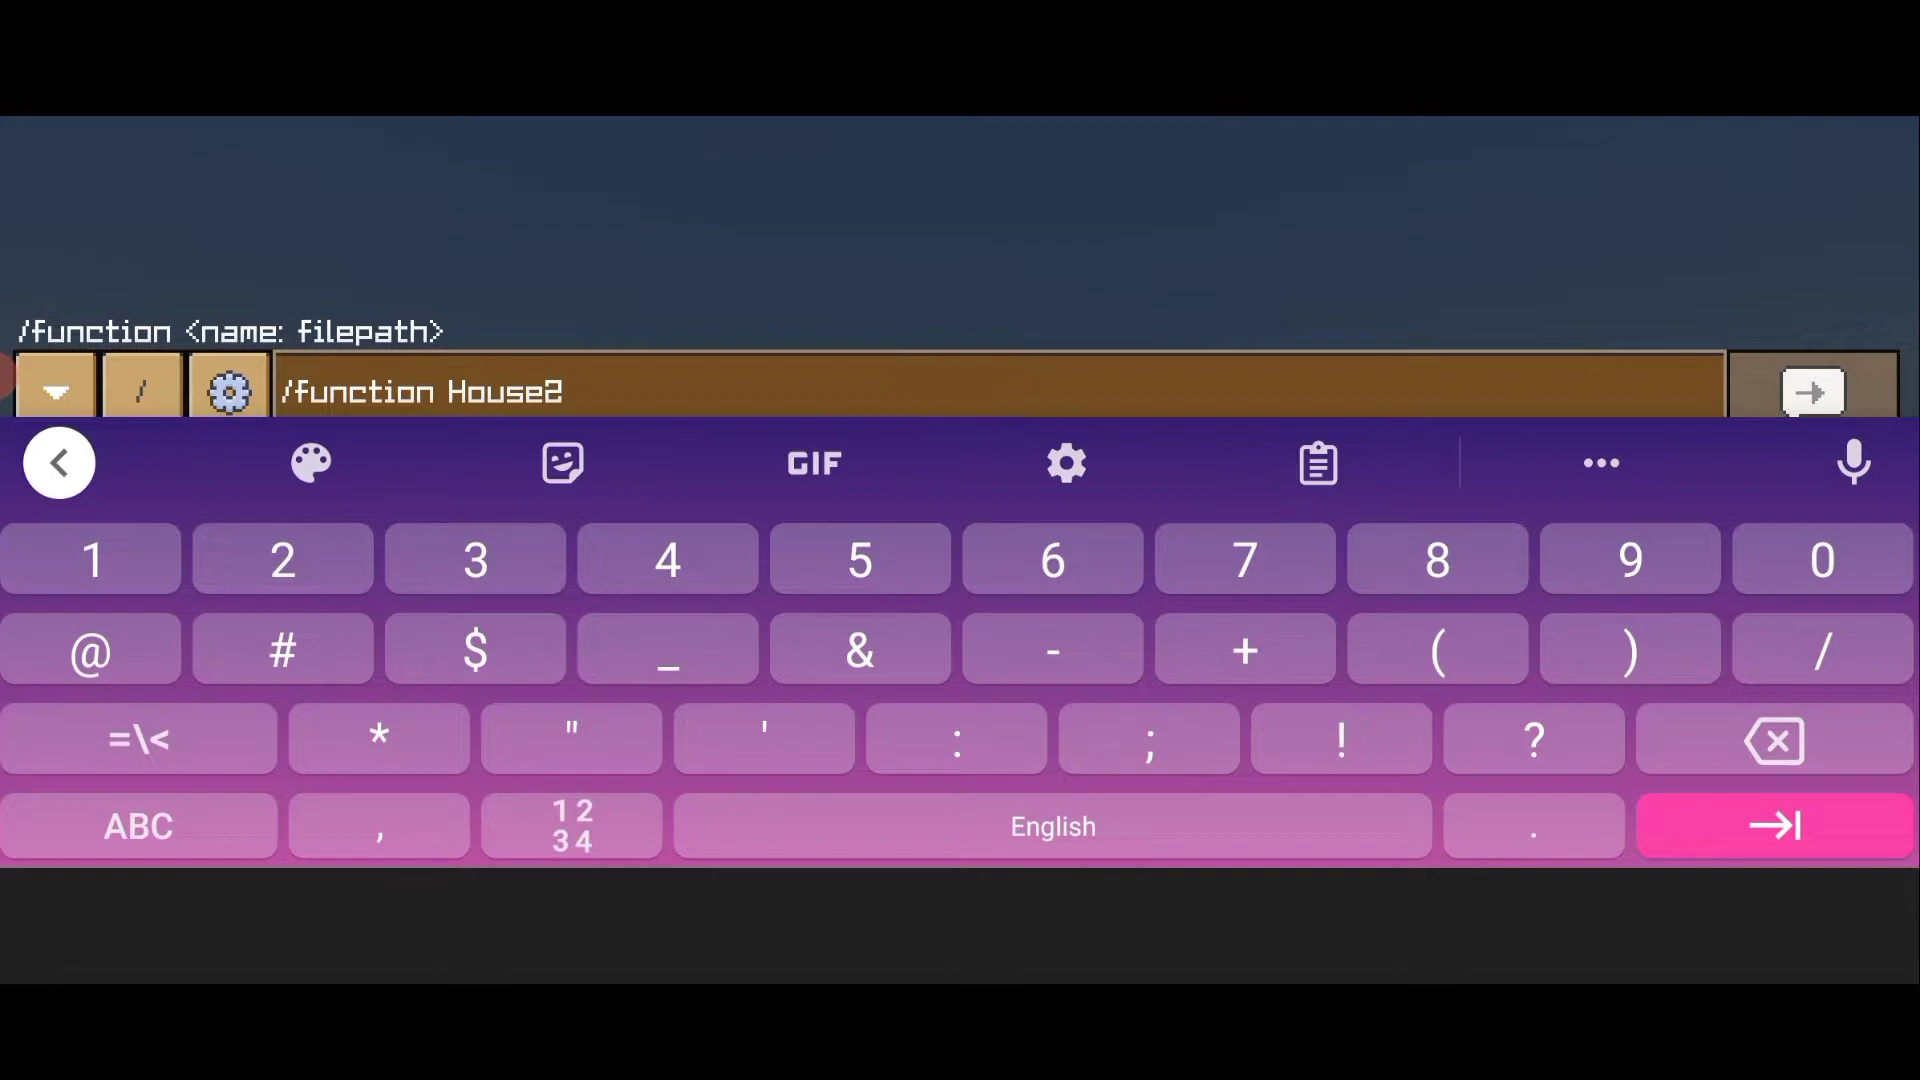 /function <name: filepath>
/ /function House2
GIF
1 2 3 4 5 6 7 8 9 0
@ # $ _ & - + ( ) /
=\< * " ' : ; ! ?
ABC , 12 34 English .